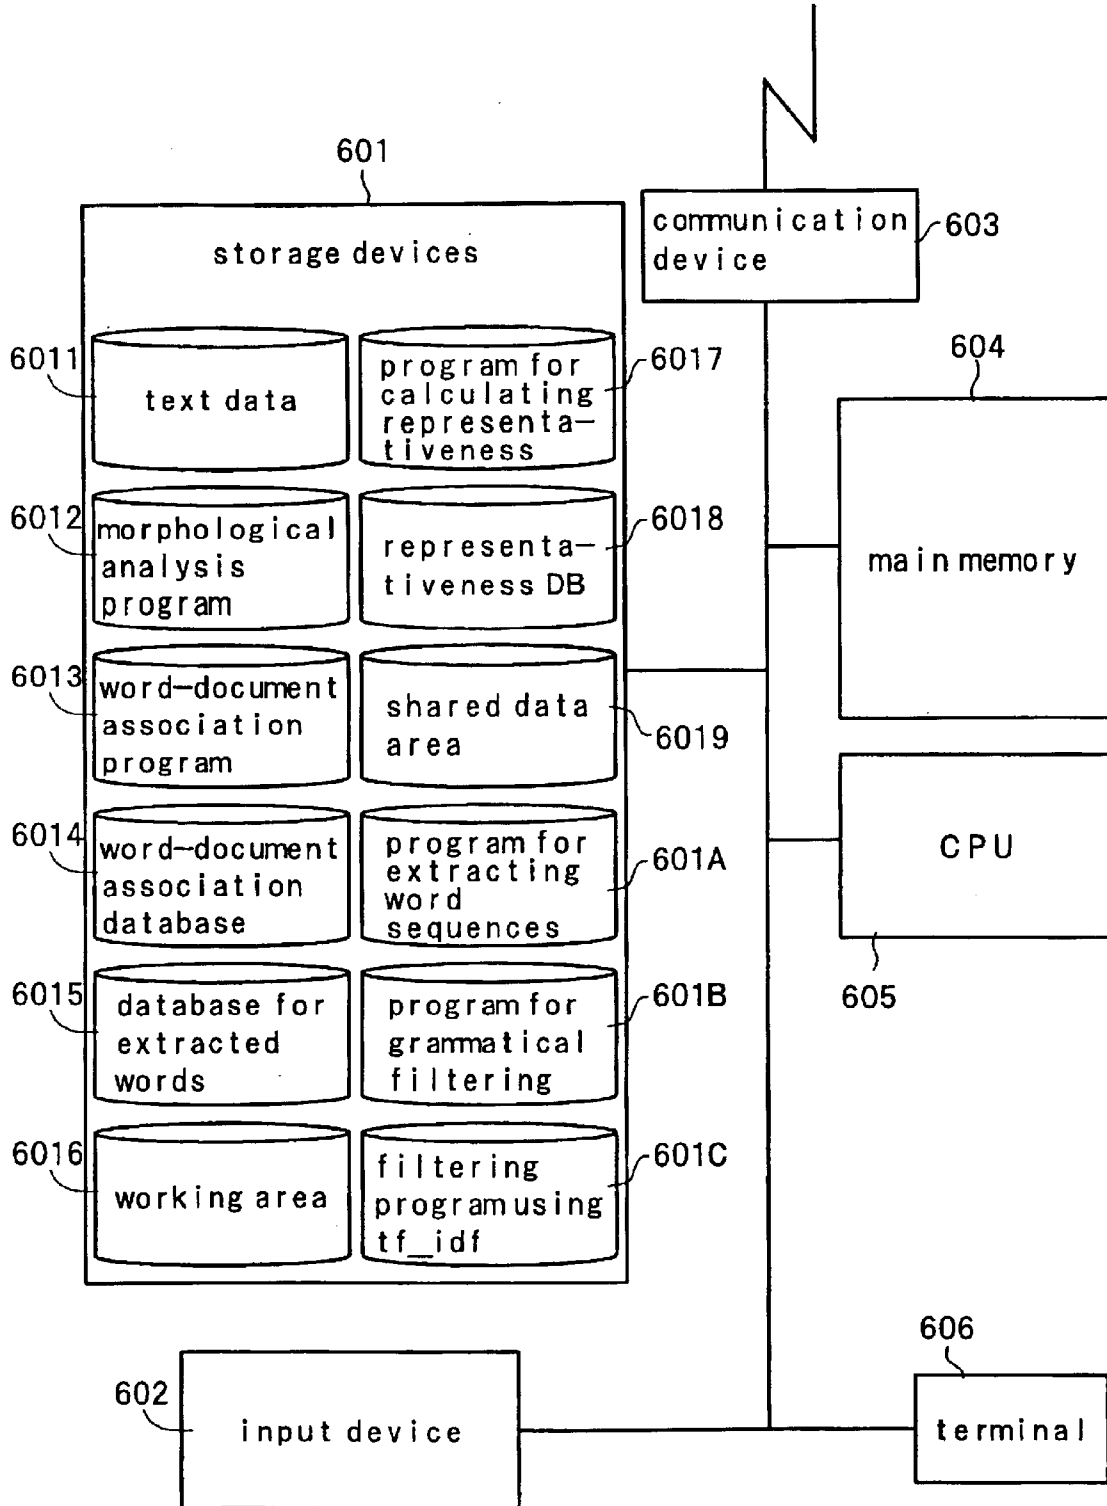 601
storage devices
communication
device
603
6011
text data
program for
calculating
representa-
tiveness
6017
604
main memory
6012
morphological
analysis
program
representa-
tiveness DB
6018
6013
word-document
association
program
shared data
area
6019
CPU
605
6014
word-document
association
database
program for
extracting
word
sequences
601A
6015
database for
extracted
words
program for
grammatical
filtering
601B
6016
working area
filtering
program using
tf_idf
601C
602
input device
606
terminal